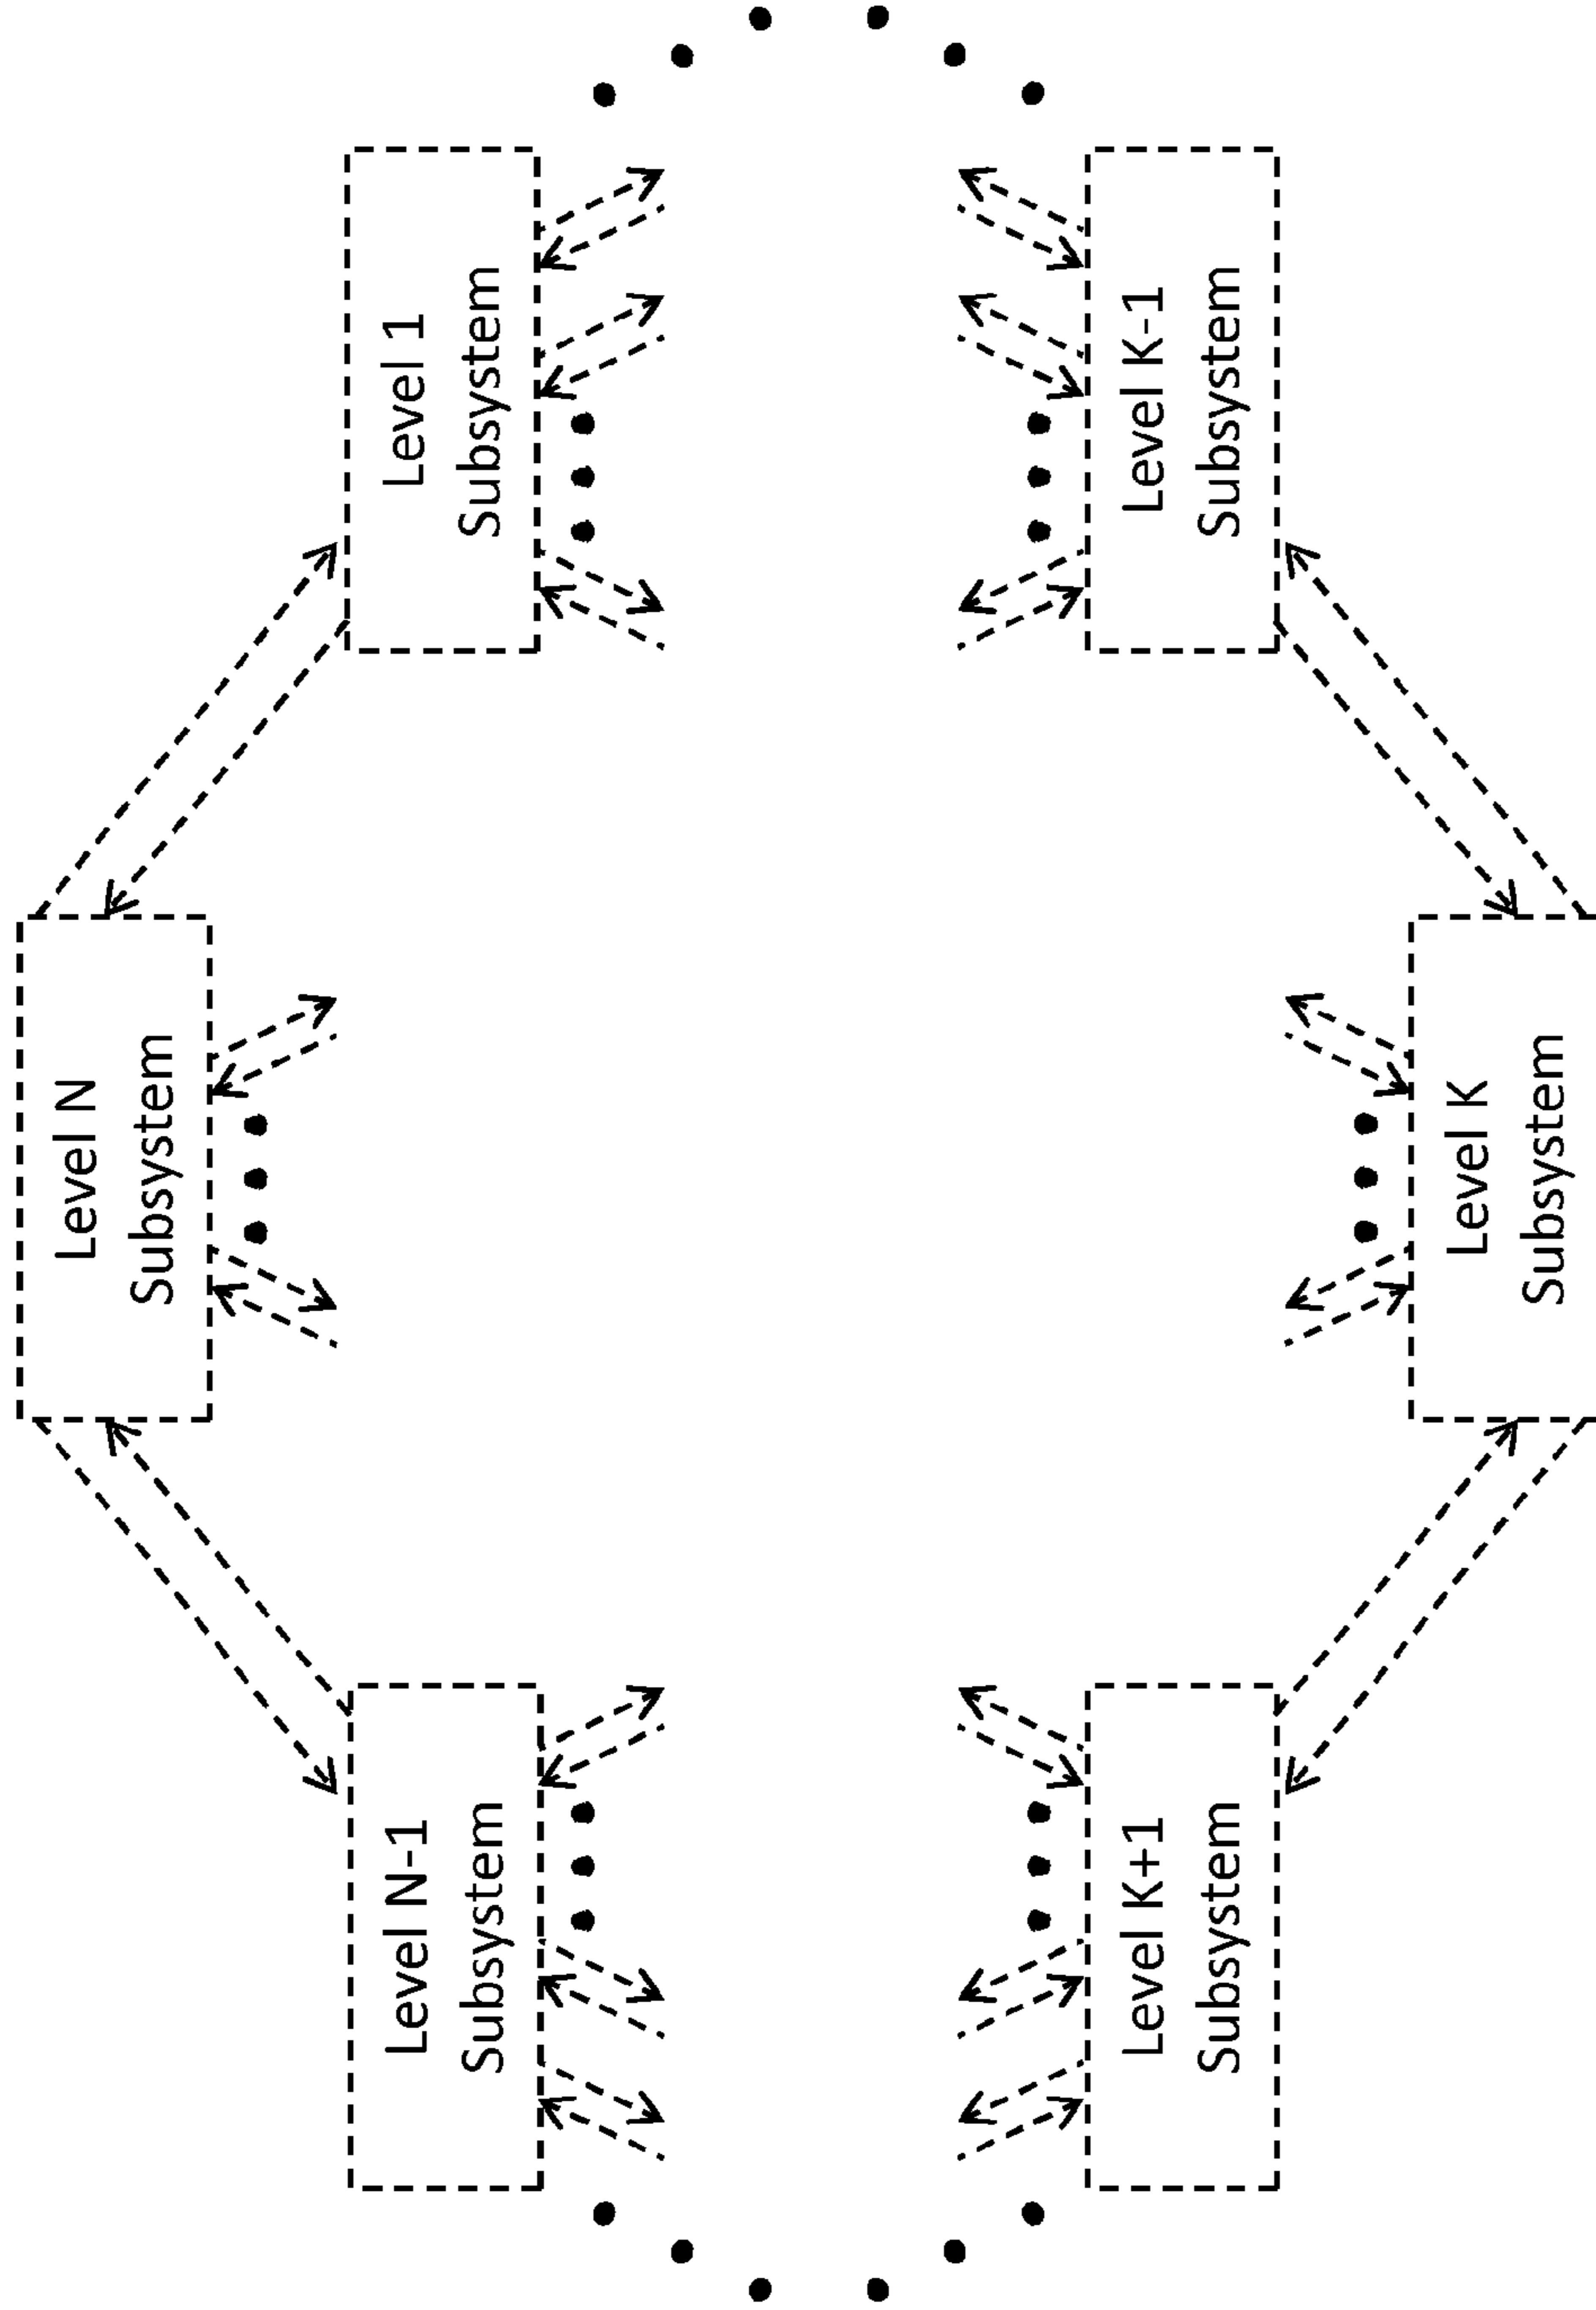 Level N
Subsystem
Level N-1
Subsystem
Level 1
Subsystem
Level K+1
Subsystem
Level K-1
Subsystem
Level K
Subsystem